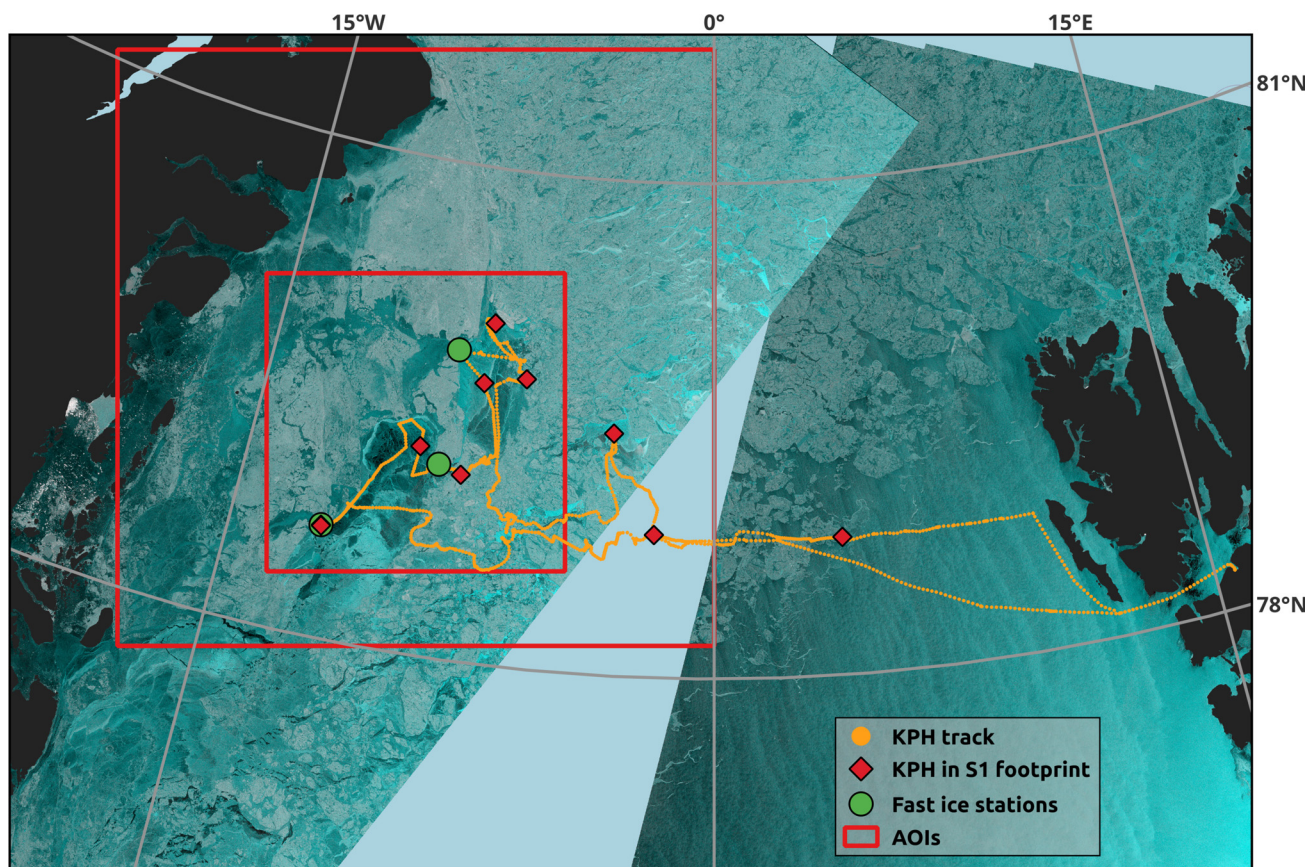 15°W 0° 15°E
81°N
78°N
KPH track
KPH in S1 footprint
Fast ice stations
AOIs